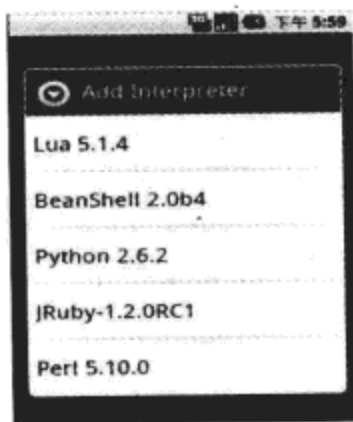 下午 5:59
Add Interpreter
Lua 5.1.4
BeanShell 2.0b4
Python 2.6.2
JRuby-1.2.0RC1
Perl 5.10.0